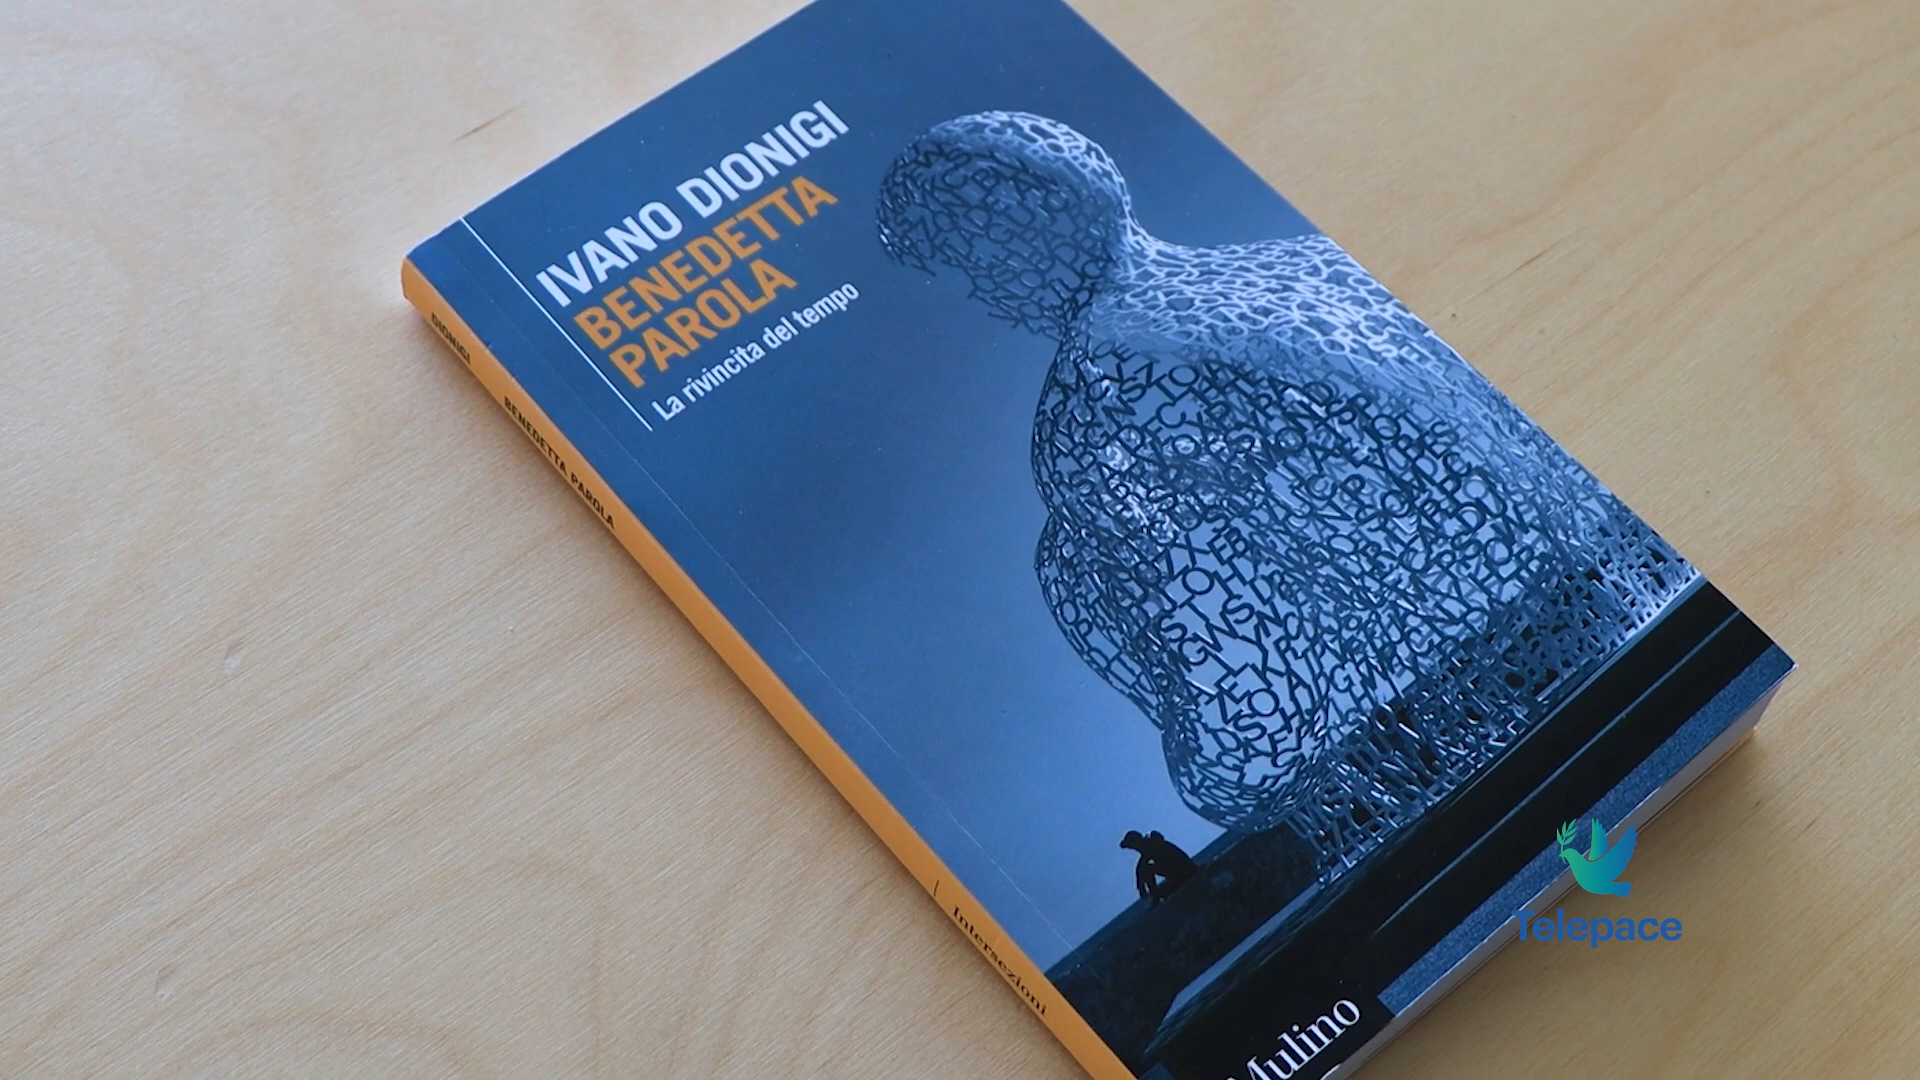 IVANO DIONIGI
BENEDETTA
PAROLA
La rivincita del tempo
DIONIGI
BENEDETTA PAROLA
Intersezioni
Mulino
Telepace